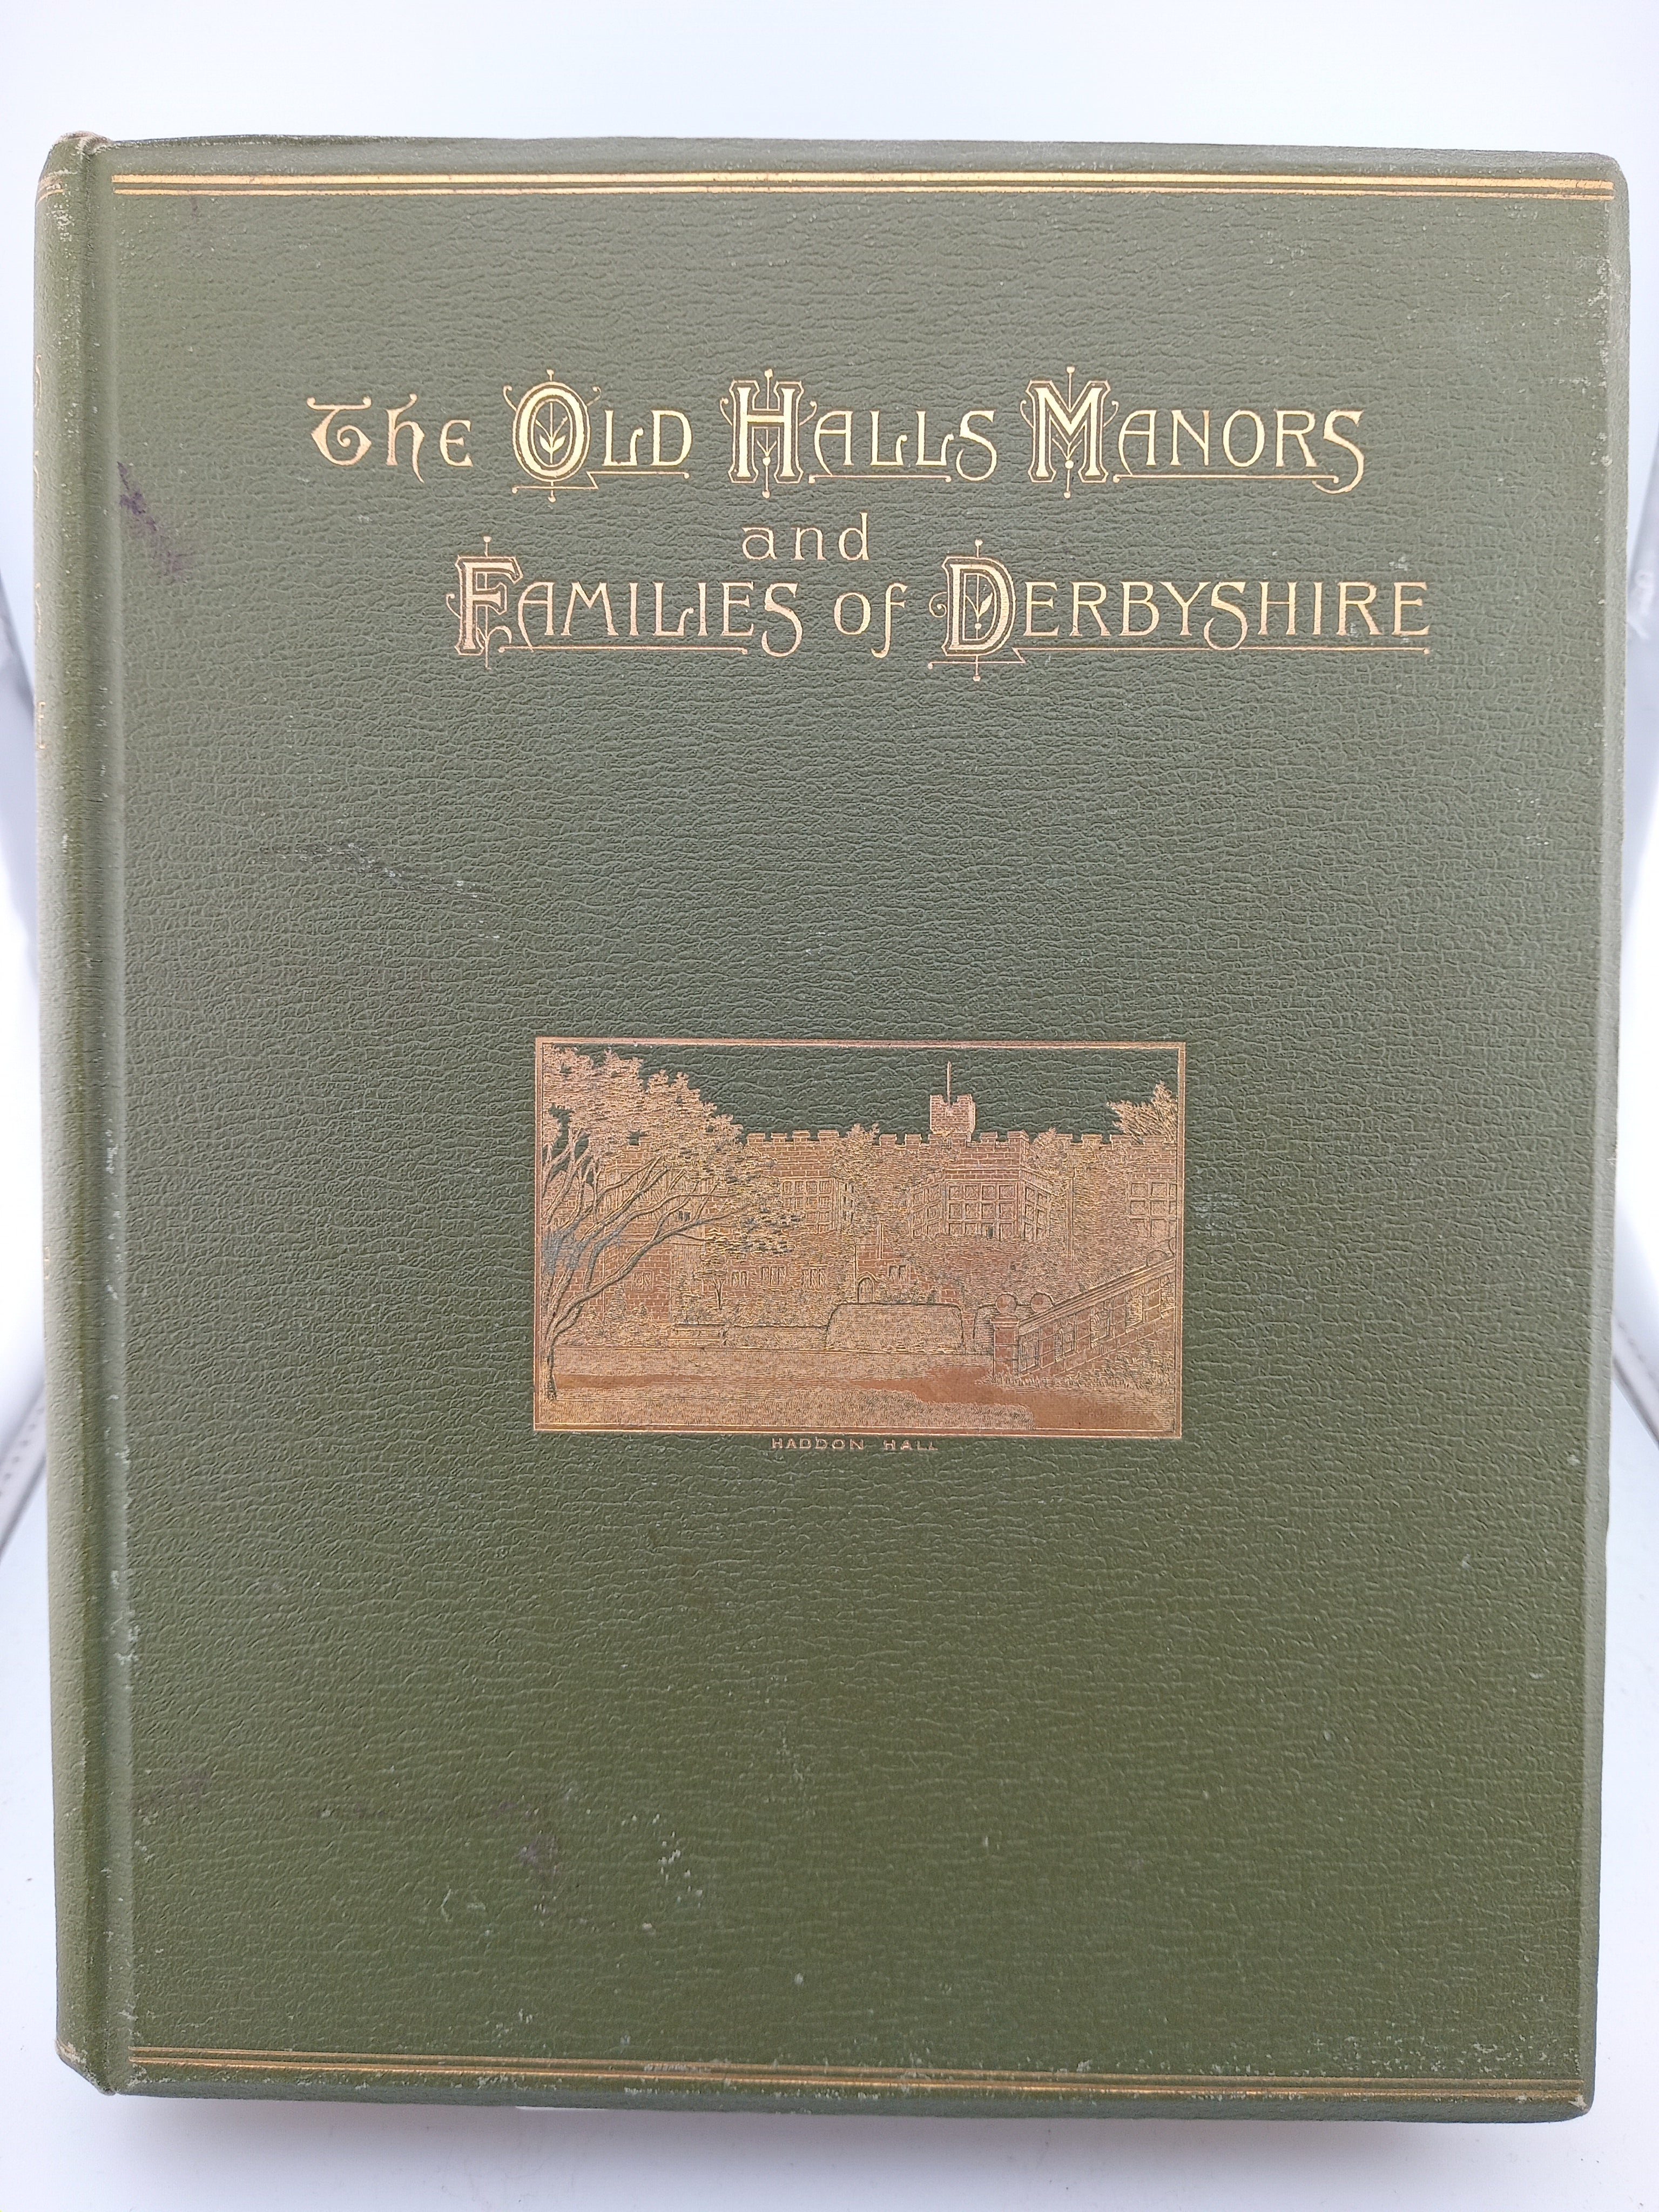 The Old Halls Manors
and
Families of Derbyshire
HADDON HALL